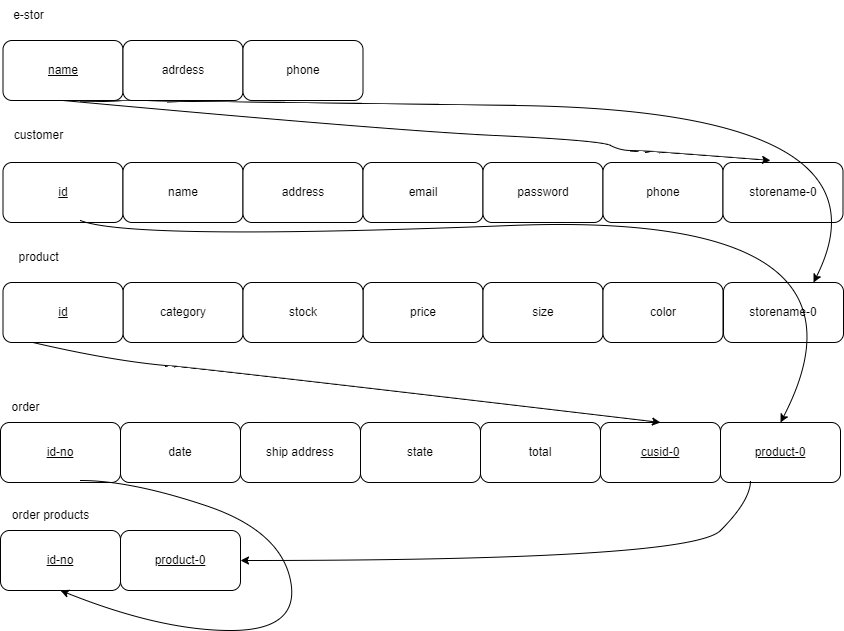 e-stor
name adrdess phone
customer
id name address email password phone storename-0
product
id category stock price size color storename-0
order
id-no date ship address state total cusid-0 product-0
order products
id-no product-0